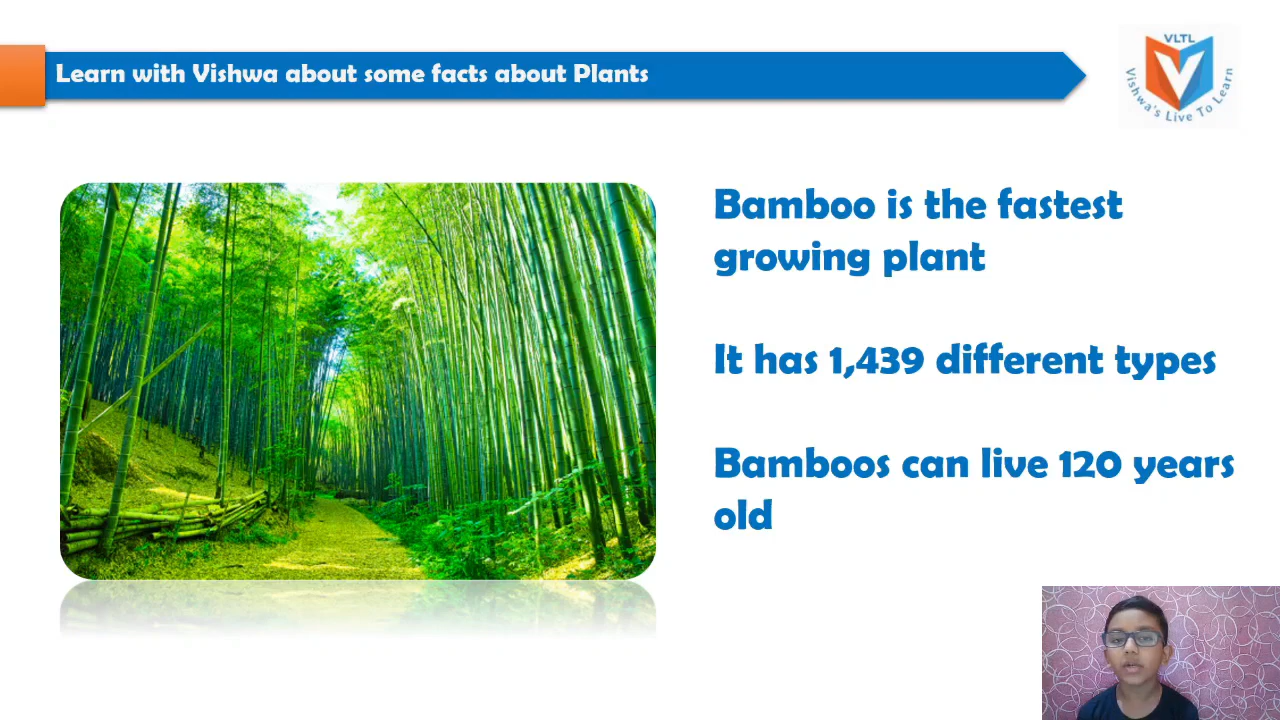 Learn with Vishwa about some facts about Plants
VLTL
Vishwa's Live To Learn
Bamboo is the fastest
growing plant
It has 1,439 different types
Bamboos can live 120 years
old